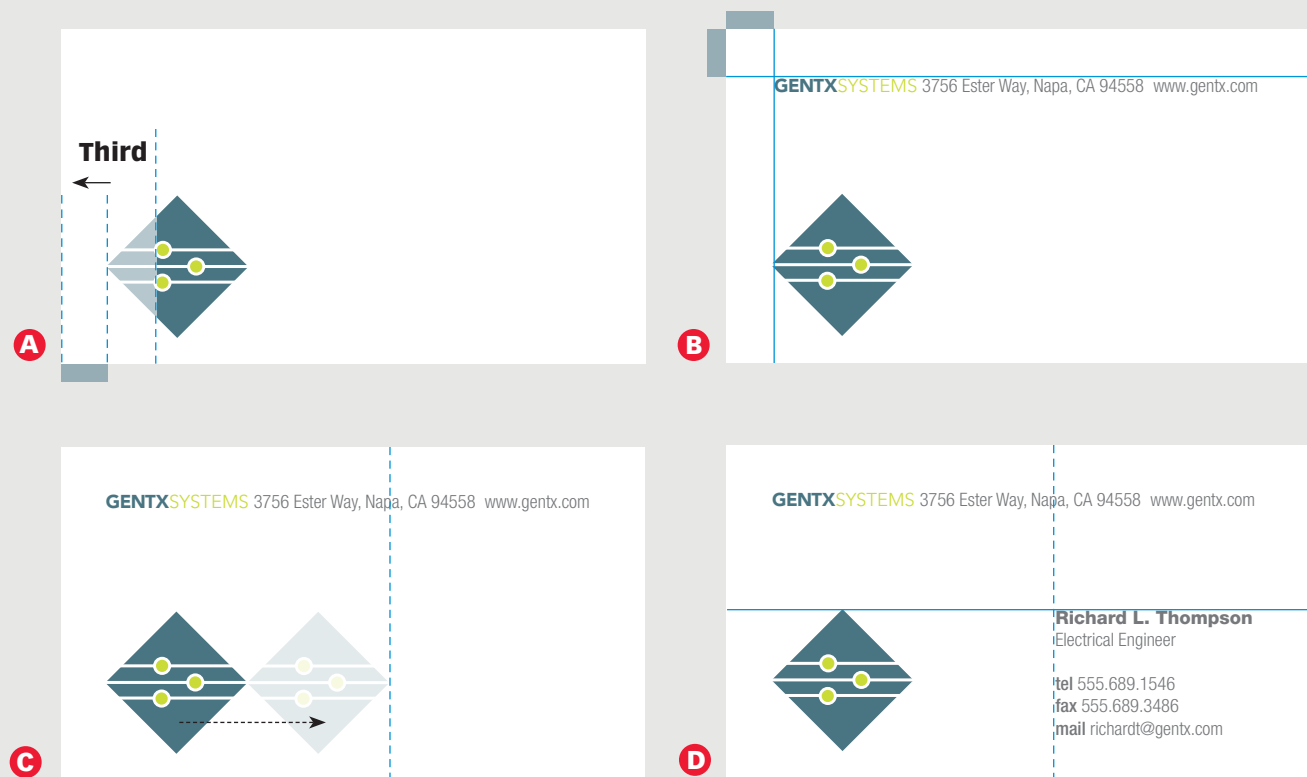 Third
A
GENTXSYSTEMS 3756 Ester Way, Napa, CA 94558 www.gentx.com
B
GENTXSYSTEMS 3756 Ester Way, Napa, CA 94558 www.gentx.com
C
GENTXSYSTEMS 3756 Ester Way, Napa, CA 94558 www.gentx.com
Richard L. Thompson
Electrical Engineer
tel 555.689.1546
fax 555.689.3486
mail richardt@gentx.com
D